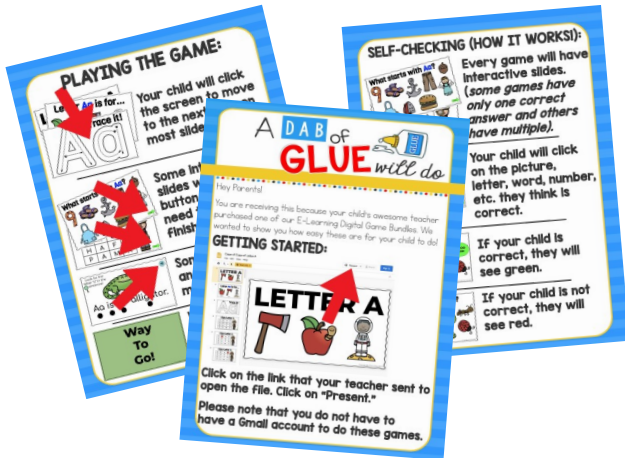 PLAYING THE GAME:
Aa is for...
race it!
Aa
Your child will click
the screen to move
to the next
most slide
What starts with Aa?
Some in
slides w
button
need
finish
H A F
P A
Aa is
lligator.
Som
an
m
Way
To
Go!
A DAB of
GLUE will do
GLUE
Hey Parents!
You are receiving this because your child's awesome teacher
purchased one of our E-Learning Digital Game Bundles. We
wanted to show you how easy these are for your child to do!
GETTING STARTED:
LETTER A
LETTER A
Click on the link that your teacher sent to
open the file. Click on "Present."
Please note that you do not have to
have a Gmail account to do these games.
SELF-CHECKING (HOW IT WORKS!):
What starts with Aa?
Every game will have
interactive slides.
(some games have
only one correct
answer and others
have multiple).
Your child will click
on the picture,
letter, word, number,
etc. they think is
correct.
If your child is
correct, they will
see green.
If your child is not
correct, they will
see red.